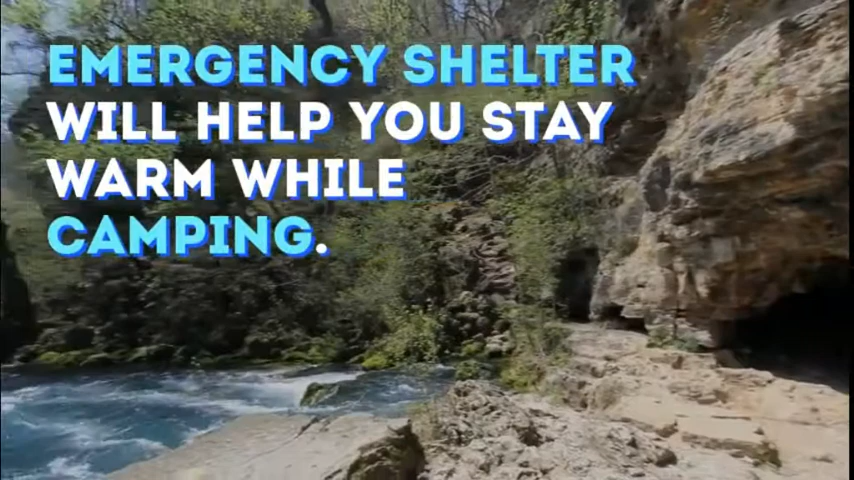 EMERGENCY SHELTER
WILL HELP YOU STAY
WARM WHILE
CAMPING.